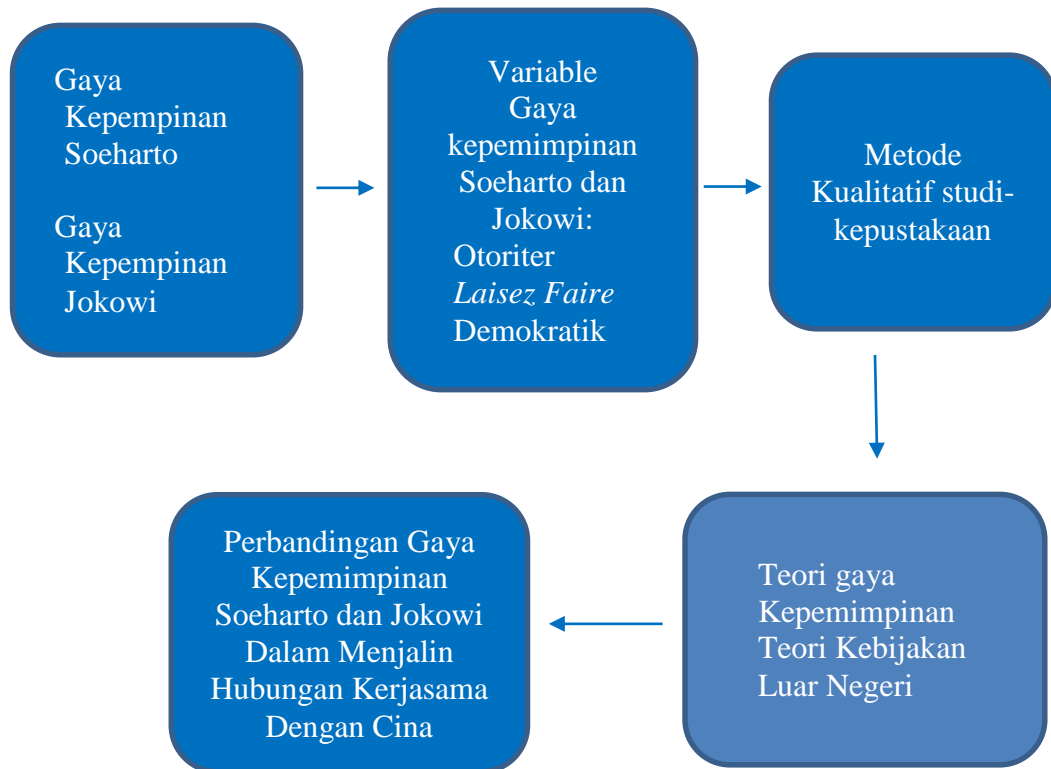 Gaya
Kepempinan
Soeharto
Gaya
Kepempinan
Jokowi
Variable
Gaya
kepemimpinan
Soeharto dan
Jokowi:
Otoriter
Laisez Faire
Demokratik
Metode
Kualitatif studi-
kepustakaan
Perbandingan Gaya
Kepemimpinan
Soeharto dan Jokowi
Dalam Menjalin
Hubungan Kerjasama
Dengan Cina
Teori gaya
Kepemimpinan
Teori Kebijakan
Luar Negeri